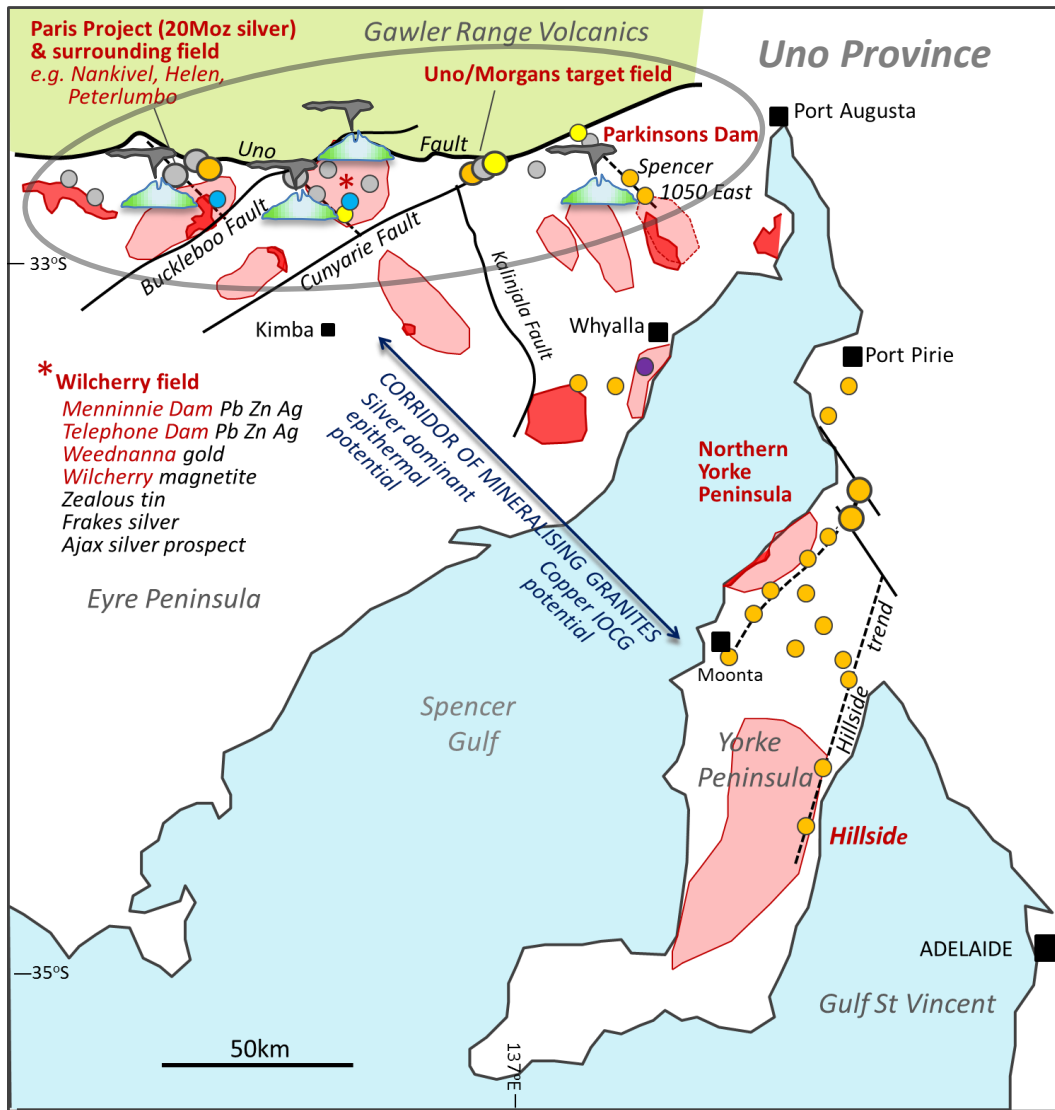 Paris Project (20Moz silver)
& surrounding field
e.g. Nankivel, Helen,
Peterlumbo
Gawler Range Volcanics
Uno Province
Uno/Morgans target field
Port Augusta
Parkinsons Dam
Uno
Fault
Spencer
1050 East
Buckleboo Fault
Cunyarie Fault
Kalinjala Fault
33°S
Kimba
Whyalla
Port Pirie
* Wilcherry field
Menninnie Dam Pb Zn Ag
Telephone Dam Pb Zn Ag
Weednanna gold
Wilcherry magnetite
Zealous tin
Frakes silver
Ajax silver prospect
*
CORRIDOR OF MINERALISING GRANITES
Silver dominant
epithermal
potential
Copper IOCG
potential
Northern
Yorke
Peninsula
Eyre Peninsula
Moonta
Hillside
trend
Spencer
Gulf
Yorke
Peninsula
Hillside
ADELAIDE
35°S
Gulf St Vincent
50km
137°E